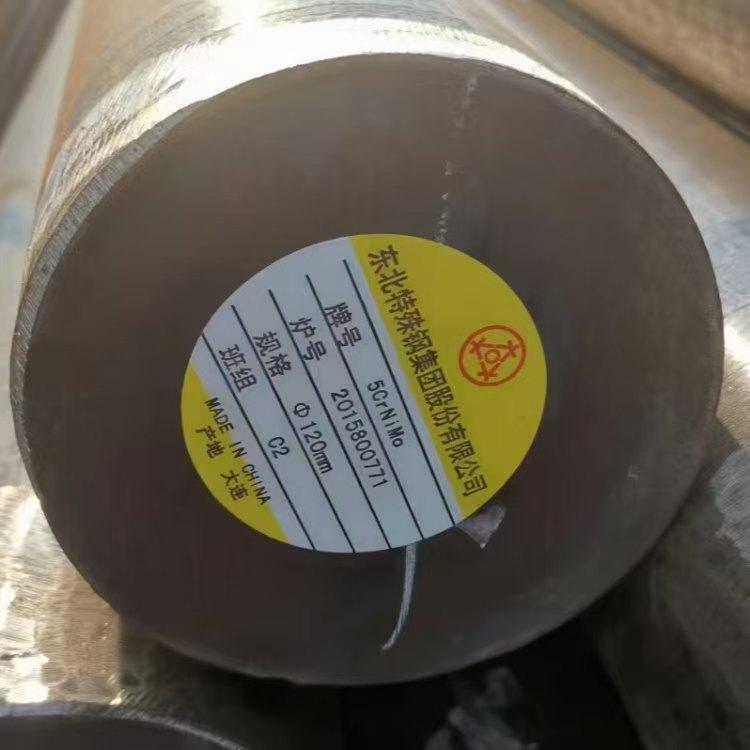 东北特殊钢集团股份有限公司
牌号 5CrNiMo
炉号 2015800771
规格 Φ120mm
班组 C2
MADE IN CHINA
产地 大连